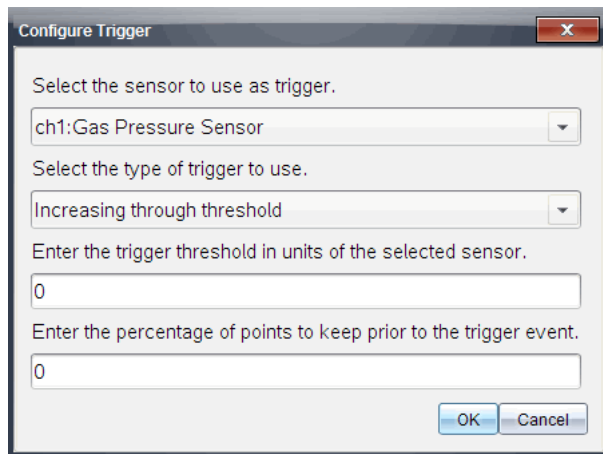 Configure Trigger
Select the sensor to use as trigger.
ch1:Gas Pressure Sensor
Select the type of trigger to use.
Increasing through threshold
Enter the trigger threshold in units of the selected sensor.
0
Enter the percentage of points to keep prior to the trigger event.
0
OK Cancel